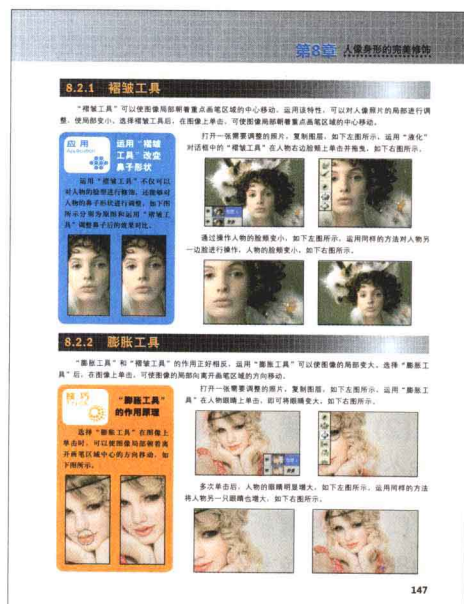 第8章 人像身形的完美修饰
8.2.1 褶皱工具
“褶皱工具”可以使图像局部朝着重点画笔区域的中心移动，运用该特性，可以对人像照片的局部进行调
整，使局部变小。选择褶皱工具后，在图像上单击，可使图像局部朝着重点画笔区域的中心移动。
应用
Application
运用“褶皱
工具”改变
鼻子形状
运用“褶皱工具”不仅可以
对人物的脸型进行修饰，还能够对
人物的鼻子形状进行调整，如下图
所示分别为原图和运用“褶皱工
具”调整鼻子后的效果对比。
打开一张需要调整的照片，复制图层，如下左图所示，运用“液化”
对话框中的“褶皱工具”在人物右边脸颊上单击并拖曳，如下右图所示。
通过操作人物的脸颊变小，如下左图所示，运用同样的方法对人物另
一边脸进行操作，人物的脸颊变小，如下右图所示。
8.2.2 膨胀工具
“膨胀工具”和“褶皱工具”的作用正好相反，运用“膨胀工具”可以使图像的局部变大。选择“膨胀工
具”后，在图像上单击，可使图像的局部向离开画笔区域的方向移动。
技巧
“膨胀工具”
的作用原理
选择“膨胀工具”在图像上
单击时，可以使图像局部朝着离
开画笔区域中心的方向移动，如
下图所示。
打开一张需要调整的照片，复制图层，如下左图所示，运用“膨胀工
具”在人物眼睛上单击，即可将眼睛变大，如下右图所示。
多次单击后，人物的眼睛明显增大，如下左图所示，运用同样的方法
将人物另一只眼睛也增大，如下右图所示。
147